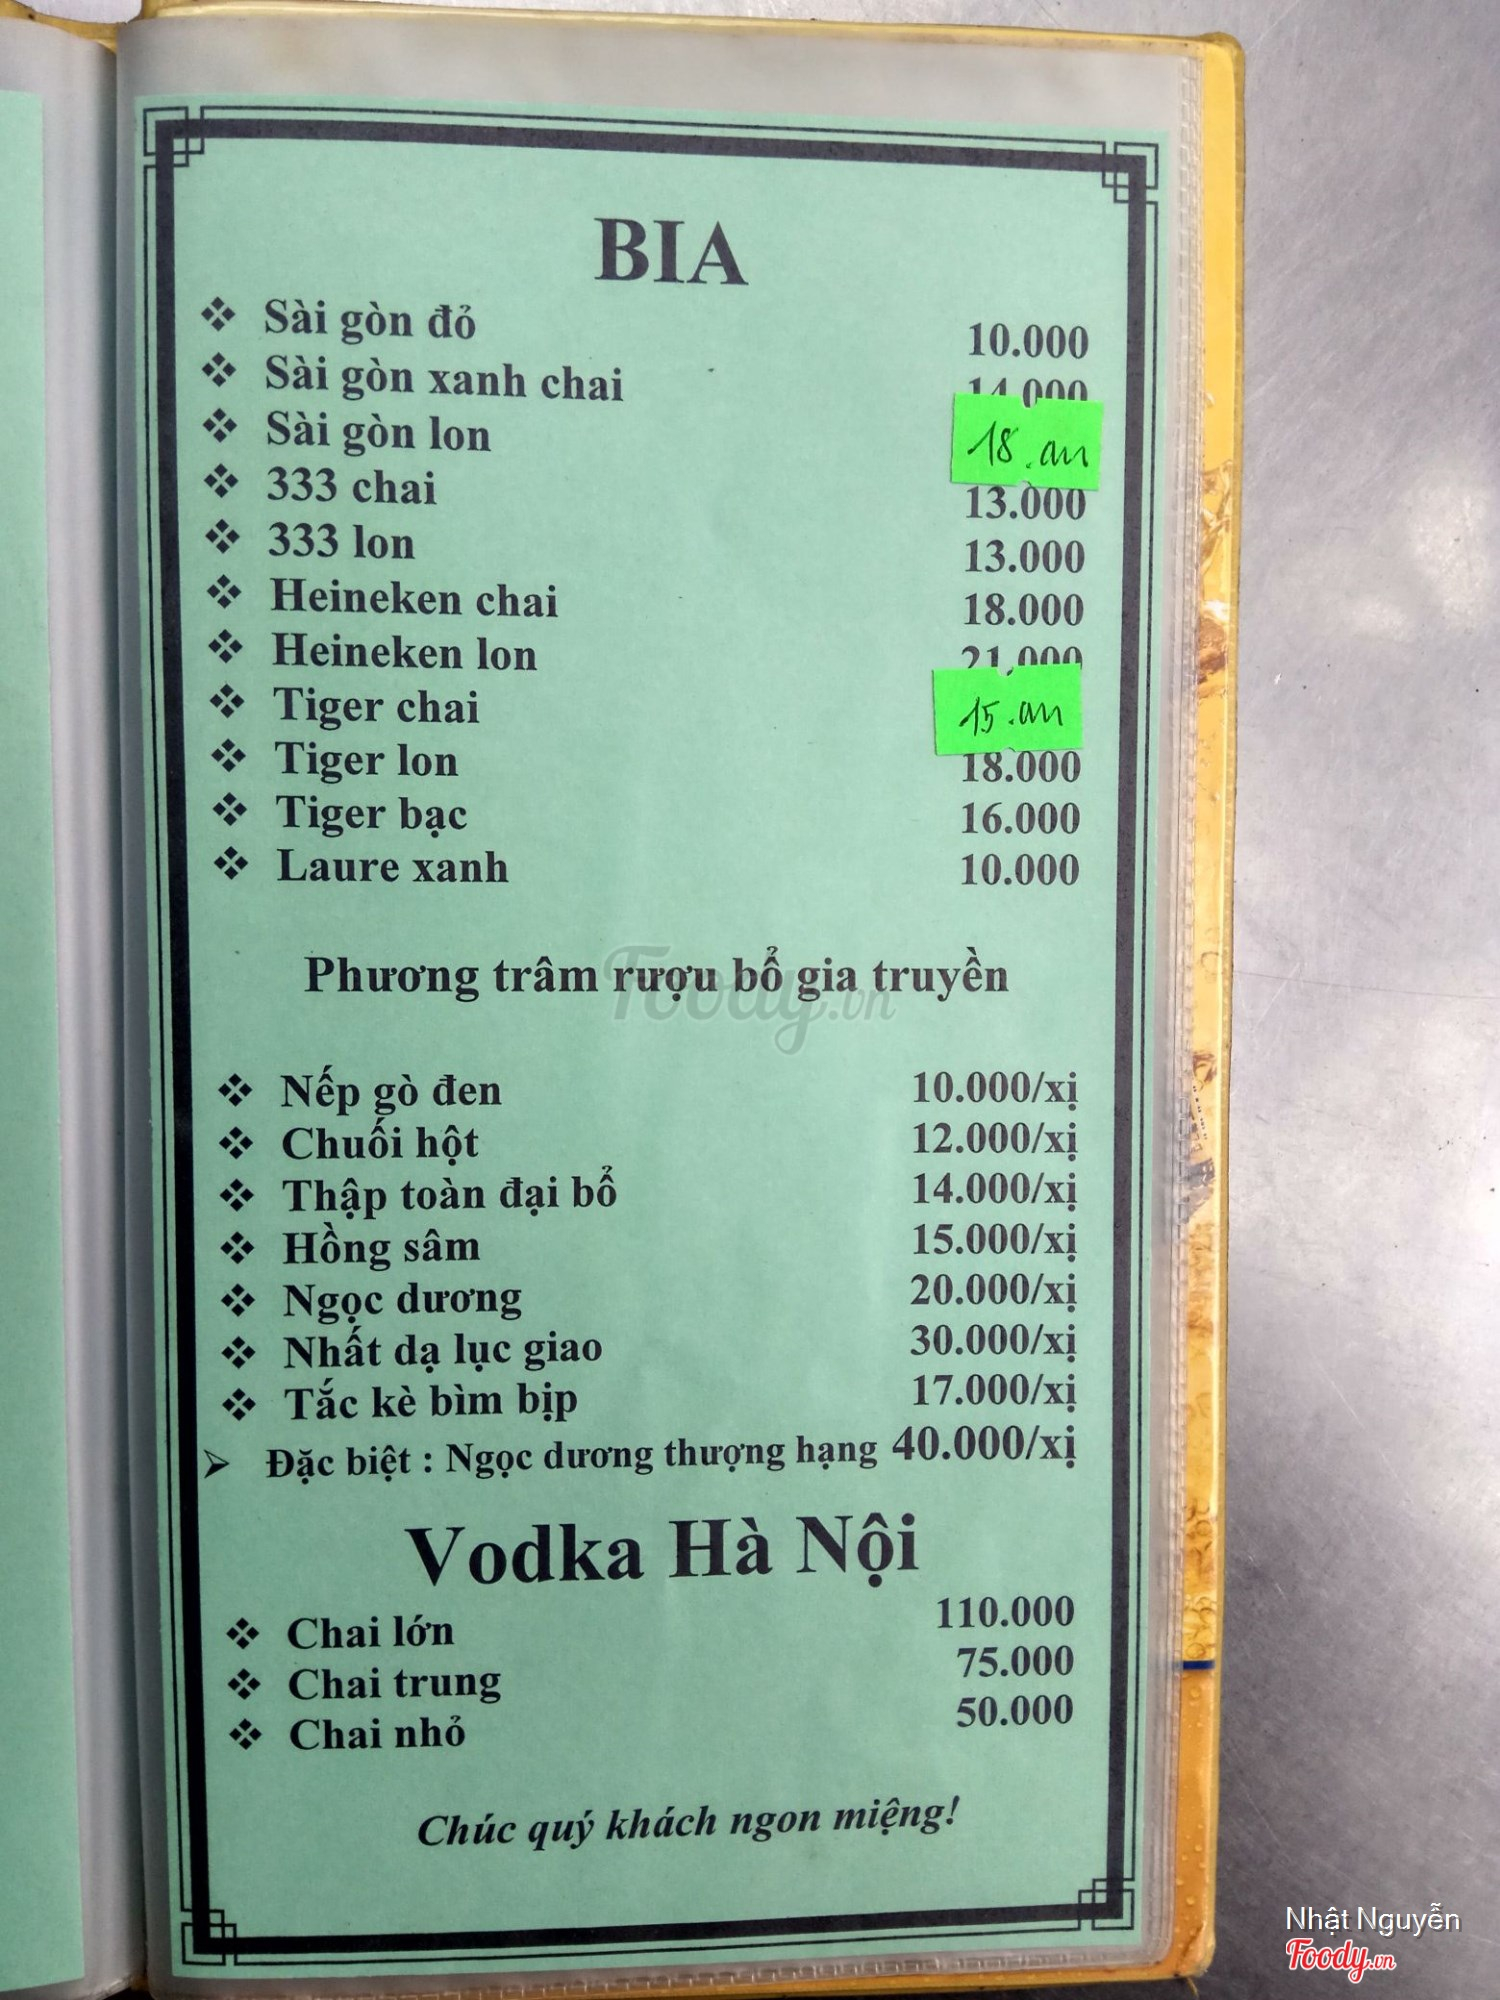 BIA
❖ Sài gòn đỏ 10.000
❖ Sài gòn xanh chai 14.000
❖ Sài gòn lon 18.
❖ 333 chai 13.000
❖ 333 lon 13.000
❖ Heineken chai 18.000
❖ Heineken lon 21.000
❖ Tiger chai 15.
❖ Tiger lon 18.000
❖ Tiger bạc 16.000
❖ Laure xanh 10.000
Phương trâm rượu bổ gia truyền
Foody.vn
❖ Nếp gò đen 10.000/xị
❖ Chuối hột 12.000/xị
❖ Thập toàn đại bổ 14.000/xị
❖ Hồng sâm 15.000/xị
❖ Ngọc dương 20.000/xị
❖ Nhất dạ lục giao 30.000/xị
❖ Tắc kè bìm bịp 17.000/xị
➢ Đặc biệt : Ngọc dương thượng hạng 40.000/xị
Vodka Hà Nội
❖ Chai lớn 110.000
❖ Chai trung 75.000
❖ Chai nhỏ 50.000
Chúc quý khách ngon miệng!
Nhật Nguyễn
Foody.vn